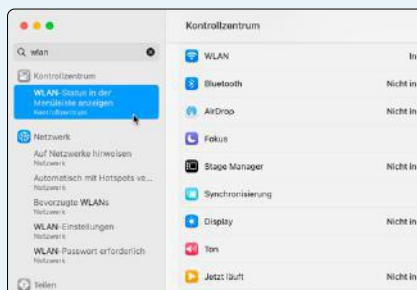 Kontrollzentrum
wlan
Kontrollzentrum
WLAN-Status in der
Menüleiste anzeigen
Kontrollzentrum
Netzwerk
Auf Netzwerke hinweisen
Netzwerk
Automatisch mit Hotspots ve...
Netzwerk
Bevorzugte WLANs
Netzwerk
WLAN-Einstellungen
Netzwerk
WLAN-Passwort erforderlich
Netzwerk
Teilen
WLAN
In
Bluetooth
Nicht in
AirDrop
Nicht in
Fokus
Stage Manager
Nicht in
Synchronisierung
Display
Nicht in
Ton
Jetzt läuft
Nicht in